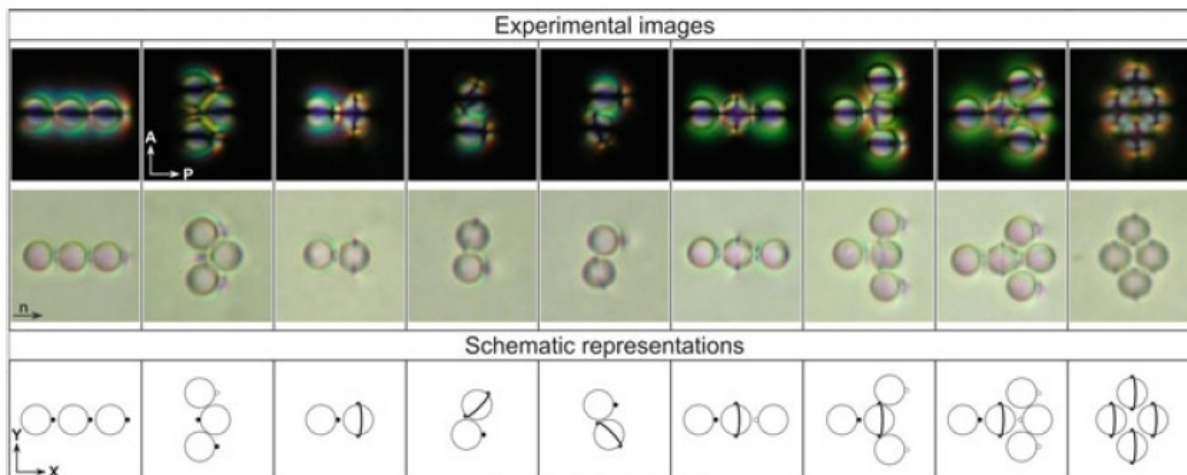 Experimental images
A
P
n
Schematic representations
Y
X